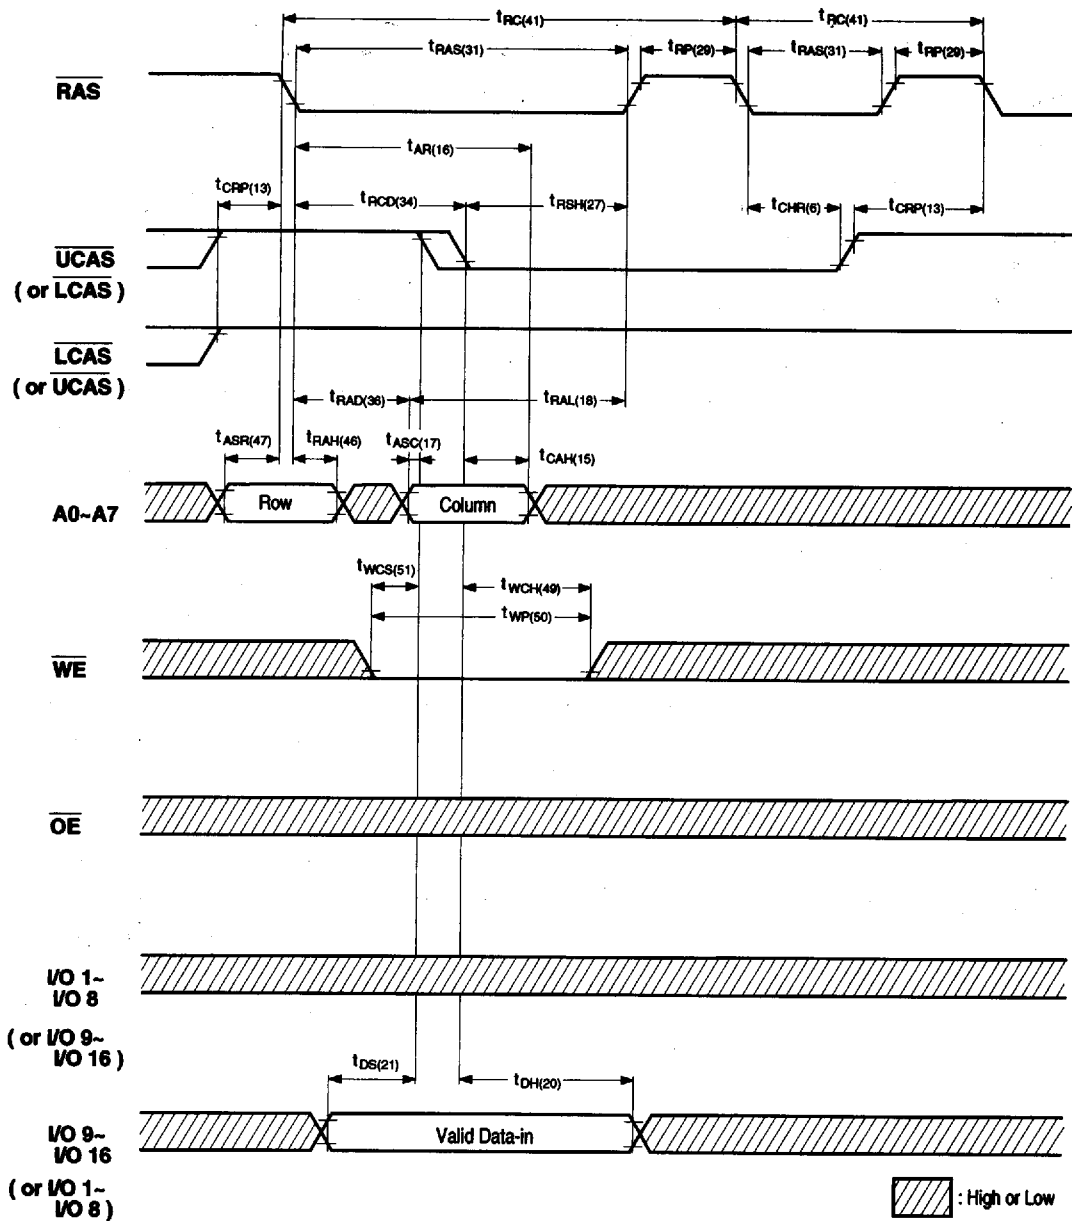 tRC(41) tRC(41)
tRAS(31) tRP(29) tRAS(31) tRP(29)
RAS
tAR(16)
tCRP(13) tRCD(34) tRSH(27) tCHR(6) tCRP(13)
UCAS
( or LCAS )
LCAS
( or UCAS )
tRAD(36) tRAL(18)
tASR(47) tRAH(46) tASC(17) tCAH(15)
A0~A7 Row Column
tWCS(51) tWCH(49)
tWP(50)
WE
OE
I/O 1~
I/O 8
( or I/O 9~
I/O 16 )
tDS(21) tDH(20)
I/O 9~
I/O 16
Valid Data-in
( or I/O 1~
I/O 8 )
: High or Low